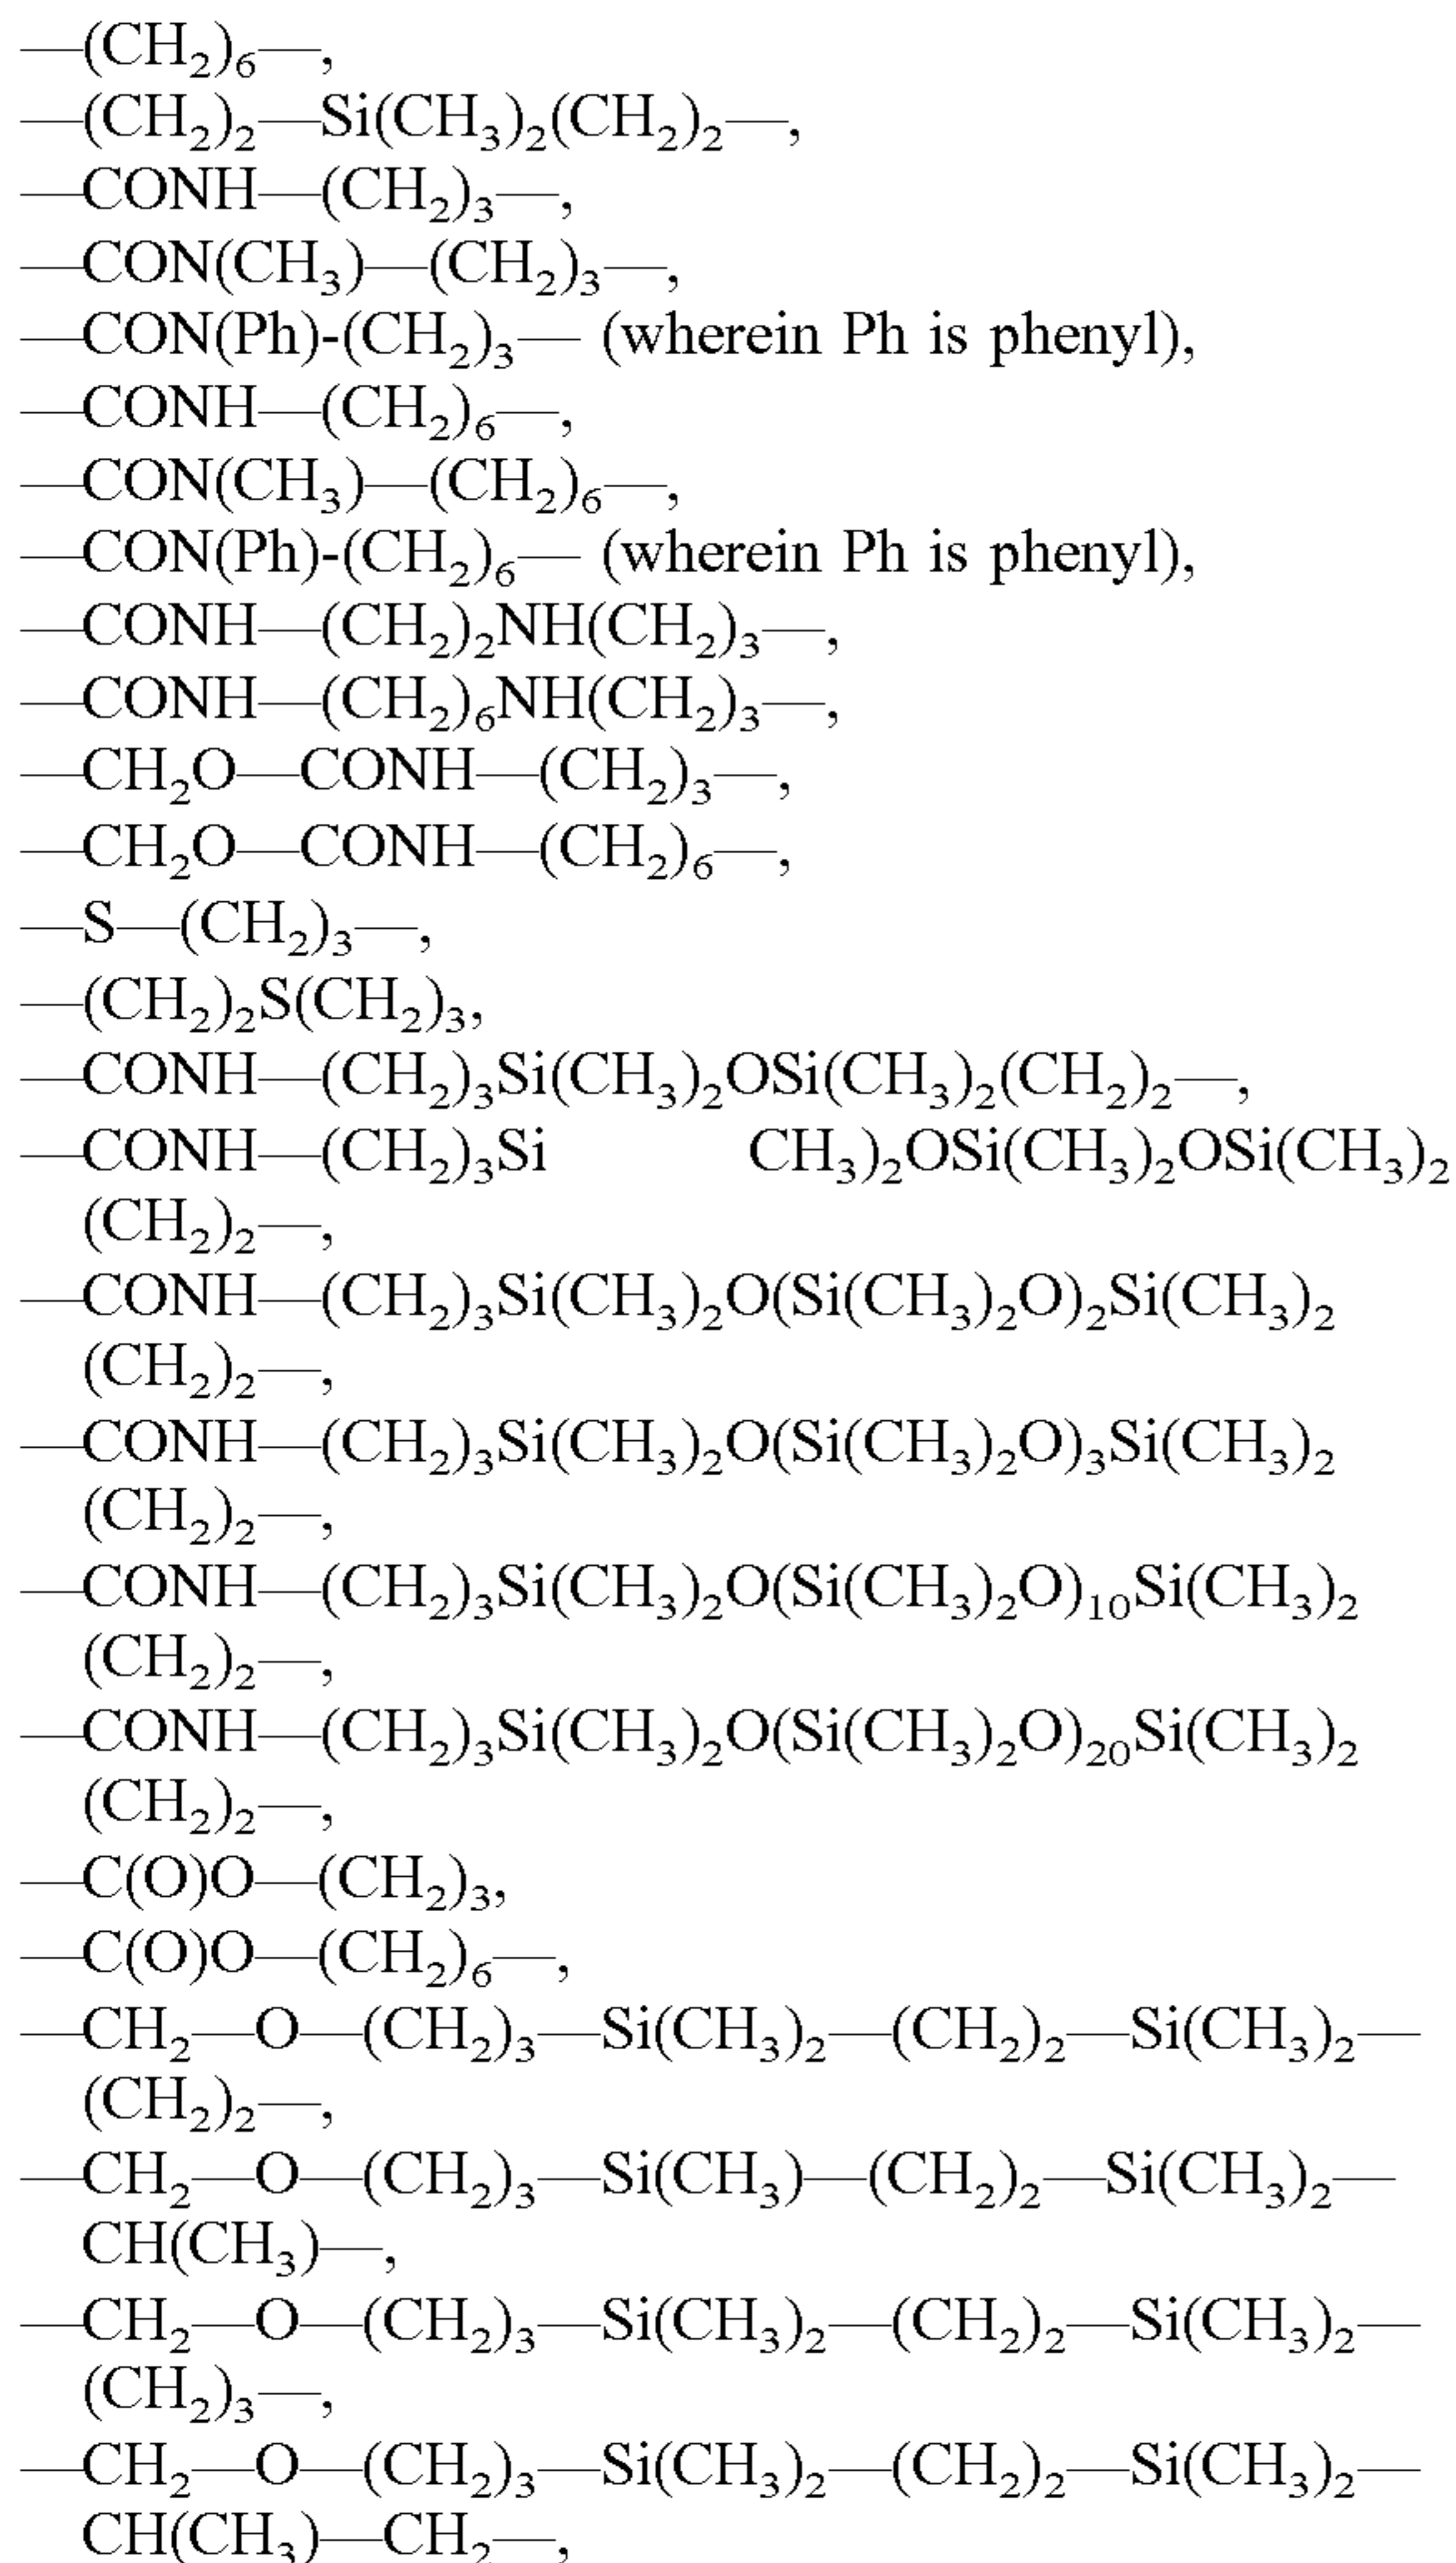 —(CH₂)₆—,
—(CH₂)₂—Si(CH₃)₂(CH₂)₂—,
—CONH—(CH₂)₃—,
—CON(CH₃)—(CH₂)₃—,
—CON(Ph)-(CH₂)₃— (wherein Ph is phenyl),
—CONH—(CH₂)₆—,
—CON(CH₃)—(CH₂)₆—,
—CON(Ph)-(CH₂)₆— (wherein Ph is phenyl),
—CONH—(CH₂)₂NH(CH₂)₃—,
—CONH—(CH₂)₆NH(CH₂)₃—,
—CH₂O—CONH—(CH₂)₃—,
—CH₂O—CONH—(CH₂)₆—,
—S—(CH₂)₃—,
—(CH₂)₂S(CH₂)₃,
—CONH—(CH₂)₃Si(CH₃)₂OSi(CH₃)₂(CH₂)₂—,
—CONH—(CH₂)₃Si CH₃)₂OSi(CH₃)₂OSi(CH₃)₂
(CH₂)₂—,
—CONH—(CH₂)₃Si(CH₃)₂O(Si(CH₃)₂O)₂Si(CH₃)₂
(CH₂)₂—,
—CONH—(CH₂)₃Si(CH₃)₂O(Si(CH₃)₂O)₃Si(CH₃)₂
(CH₂)₂—,
—CONH—(CH₂)₃Si(CH₃)₂O(Si(CH₃)₂O)₁₀Si(CH₃)₂
(CH₂)₂—,
—CONH—(CH₂)₃Si(CH₃)₂O(Si(CH₃)₂O)₂₀Si(CH₃)₂
(CH₂)₂—,
—C(O)O—(CH₂)₃,
—C(O)O—(CH₂)₆—,
—CH₂—O—(CH₂)₃—Si(CH₃)₂—(CH₂)₂—Si(CH₃)₂—
(CH₂)₂—,
—CH₂—O—(CH₂)₃—Si(CH₃)—(CH₂)₂—Si(CH₃)₂—
CH(CH₃)—,
—CH₂—O—(CH₂)₃—Si(CH₃)₂—(CH₂)₂—Si(CH₃)₂—
(CH₂)₃—,
—CH₂—O—(CH₂)₃—Si(CH₃)₂—(CH₂)₂—Si(CH₃)₂—
CH(CH₃)—CH₂—,